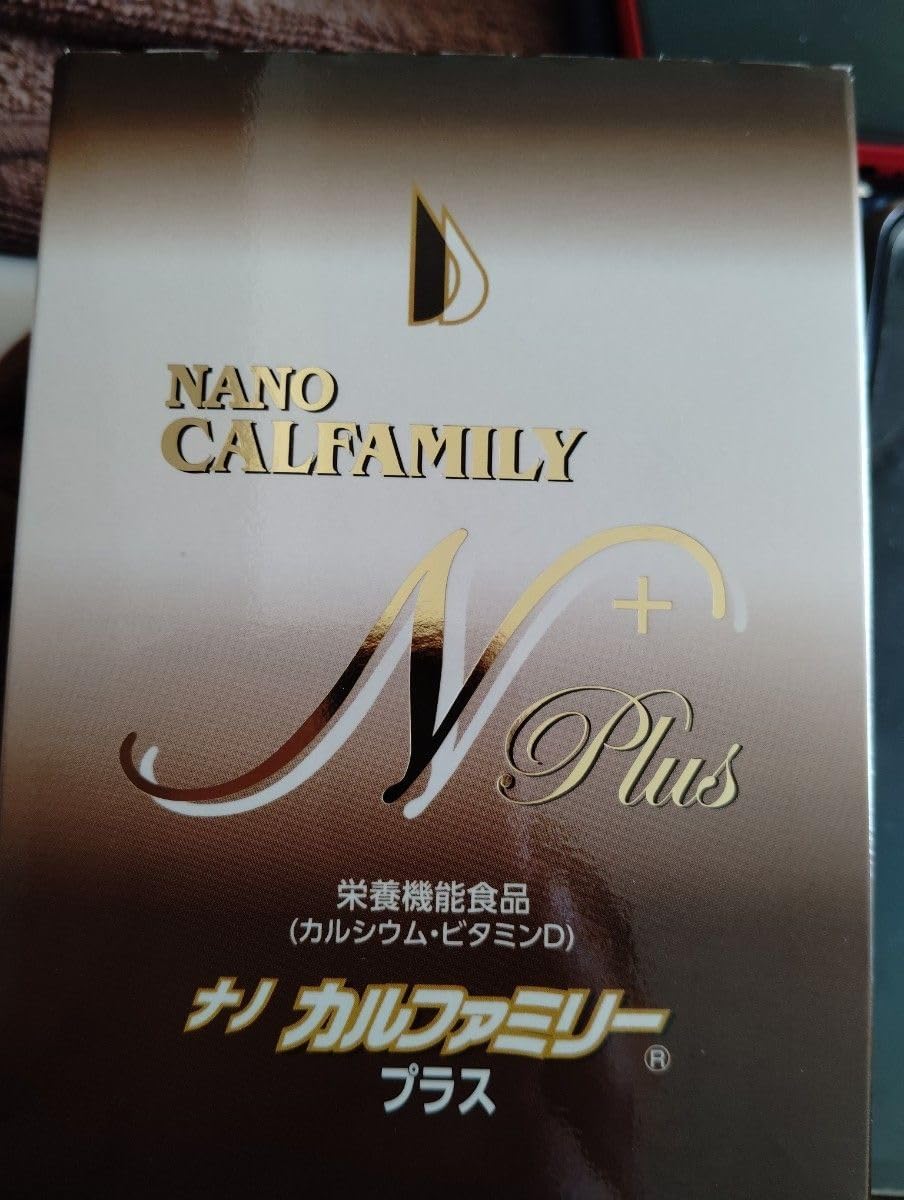 NANO
CALFAMILY
N+
Plus
栄養機能食品
(カルシウム・ビタミンD)
ナノ カルファミリー®
プラス